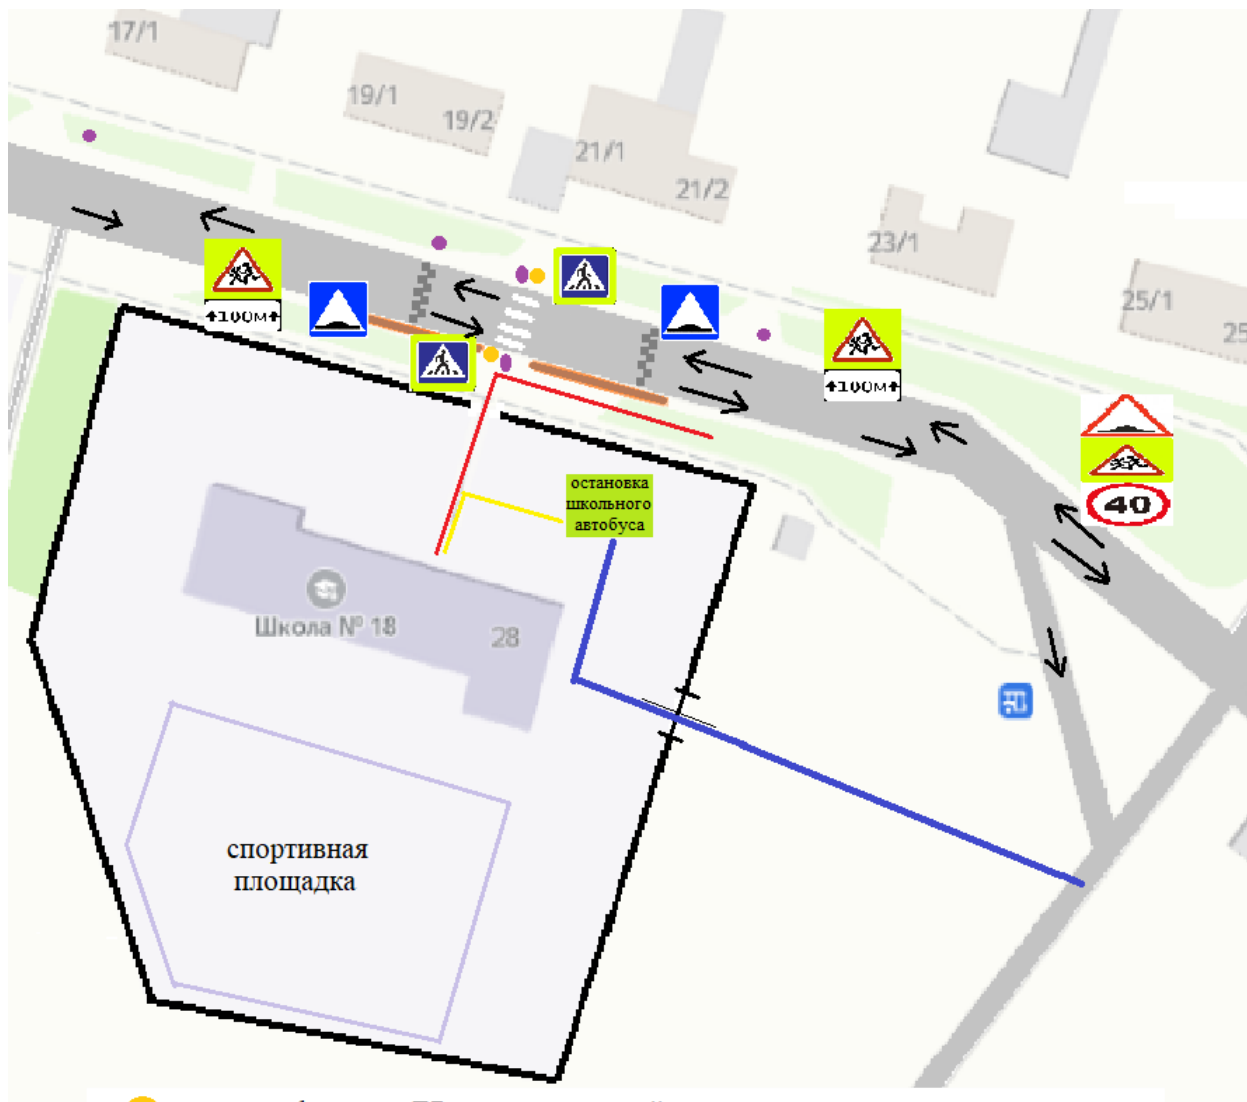 17/1
19/1
19/2
21/1
21/2
23/1
25/1
25
100м
100м
40
остановка
школьного
автобуса
Школа № 18
28
спортивная
площадка